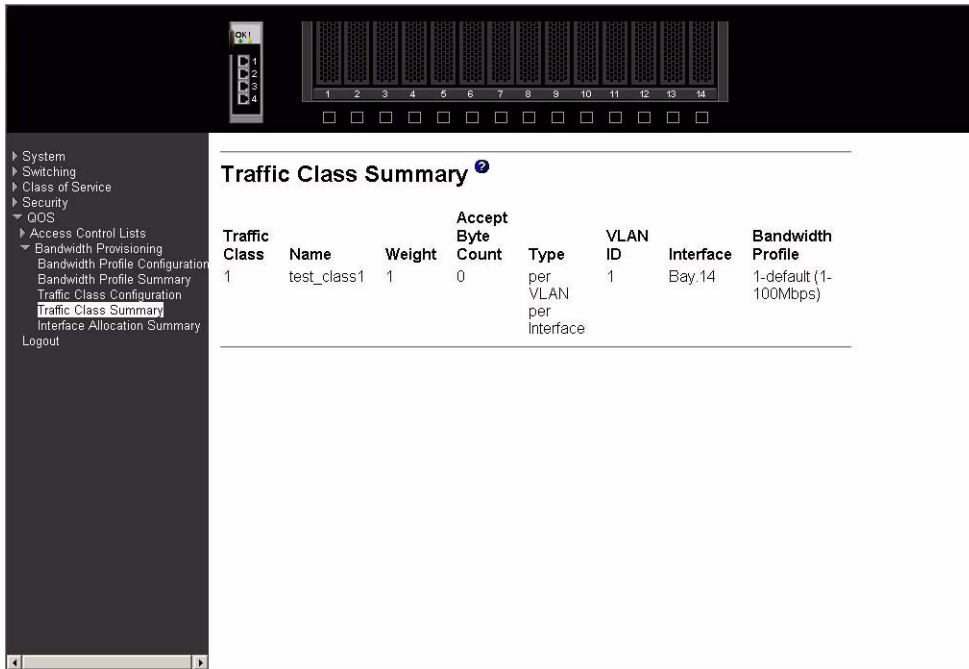 OK!
1
2
3
4
1 2 3 4 5 6 7 8 9 10 11 12 13 14
System
Switching
Class of Service
Security
QOS
Access Control Lists
Bandwidth Provisioning
Bandwidth Profile Configuration
Bandwidth Profile Summary
Traffic Class Configuration
Traffic Class Summary
Interface Allocation Summary
Logout
Traffic Class Summary ?
Traffic Class Name Weight Accept Byte Count Type VLAN ID Interface Bandwidth Profile
1 test_class1 1 0 per VLAN per Interface 1 Bay.14 1-default (1-100Mbps)